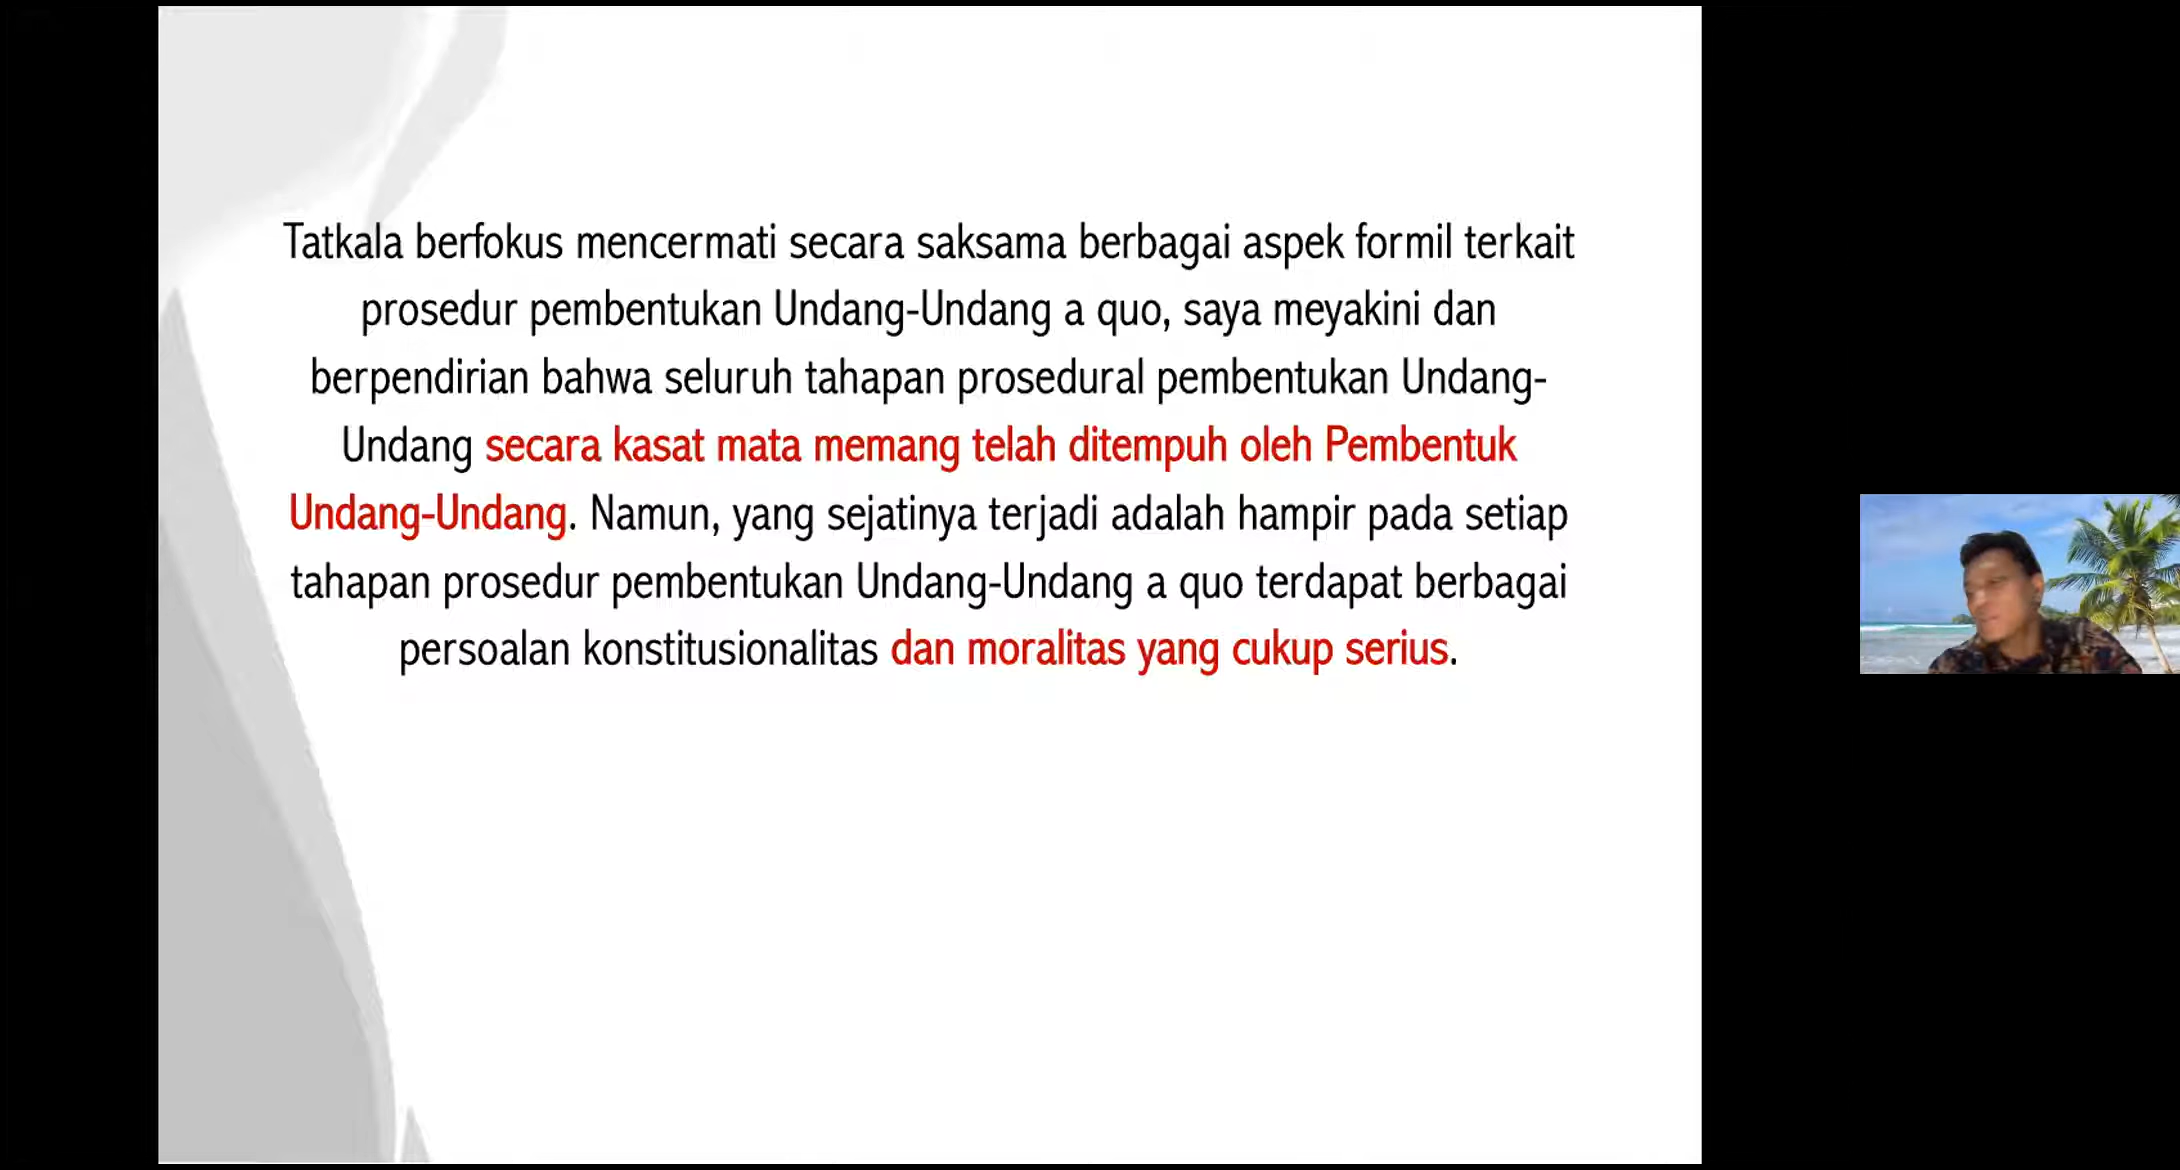 Tatkala berfokus mencermati secara saksama berbagai aspek formil terkait
prosedur pembentukan Undang-Undang a quo, saya meyakini dan
berpendirian bahwa seluruh tahapan prosedural pembentukan Undang-
Undang secara kasat mata memang telah ditempuh oleh Pembentuk
Undang-Undang. Namun, yang sejatinya terjadi adalah hampir pada setiap
tahapan prosedur pembentukan Undang-Undang a quo terdapat berbagai
persoalan konstitusionalitas dan moralitas yang cukup serius.